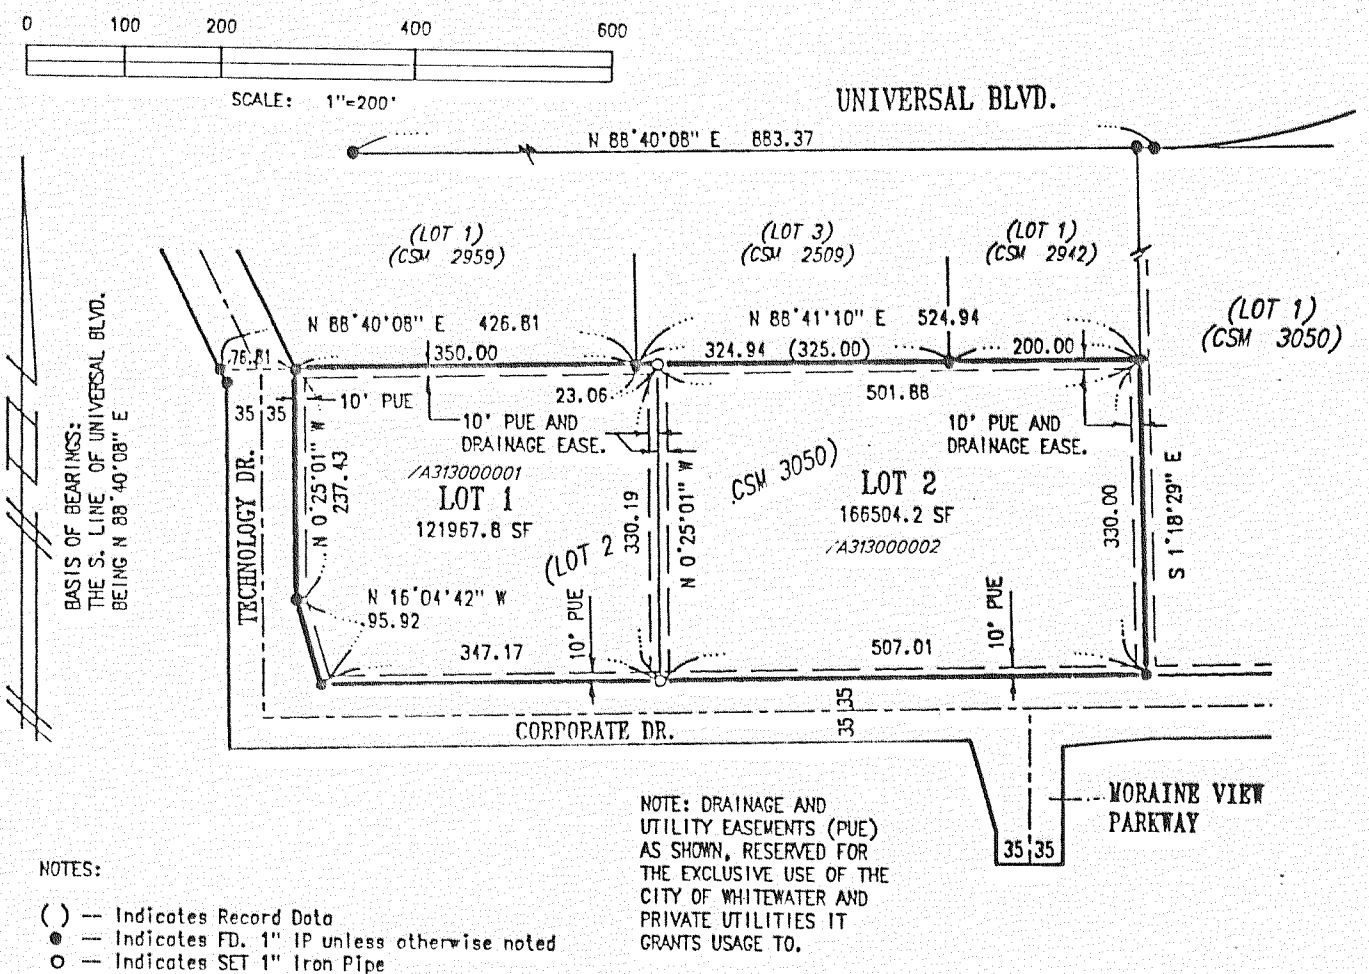 0 100 200 400 600
SCALE: 1"=200'
UNIVERSAL BLVD.
N 88°40'08" E 883.37
(LOT 1)
(CSM 2959)
(LOT 3)
(CSM 2509)
(LOT 1)
(CSM 2942)
(LOT 1)
(CSM 3050)
N 88°40'08" E 426.81
N 88°41'10" E 524.94
76.81
350.00
324.94 (325.00)
200.00
23.06
501.88
35 35
10' PUE
10' PUE AND
DRAINAGE EASE.
10' PUE AND
DRAINAGE EASE.
BASIS OF BEARINGS:
THE S. LINE OF UNIVERSAL BLVD.
BEING N 88°40'08" E
TECHNOLOGY DR.
N 0°25'01" W
237.43
/A313000001
LOT 1
121967.8 SF
(LOT 2
CSM 3050)
330.19
N 0°25'01" W
LOT 2
166504.2 SF
/A313000002
330.00
S 1°18'29" E
N 16°04'42" W
95.92
347.17
10' PUE
507.01
10' PUE
35 35
CORPORATE DR.
MORAINE VIEW
PARKWAY
35 35
NOTE: DRAINAGE AND
UTILITY EASEMENTS (PUE)
AS SHOWN, RESERVED FOR
THE EXCLUSIVE USE OF THE
CITY OF WHITEWATER AND
PRIVATE UTILITIES IT
GRANTS USAGE TO.
NOTES:
( ) -- Indicates Record Data
● — Indicates FD. 1" IP unless otherwise noted
o — Indicates SET 1" Iron Pipe